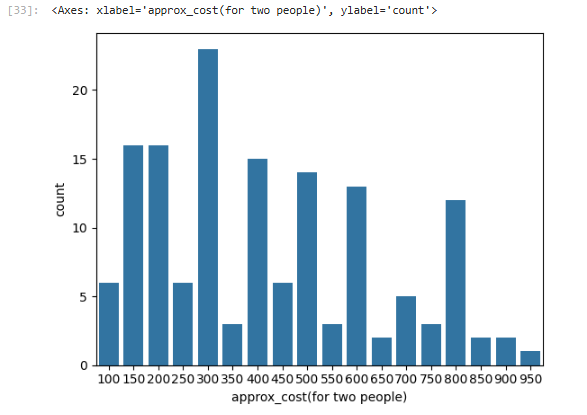 [33]: <Axes: xlabel='approx_cost(for two people)', ylabel='count'>
20
15
10
5
0
count
100 150 200 250 300 350 400 450 500 550 600 650 700 750 800 850 900 950
approx_cost(for two people)